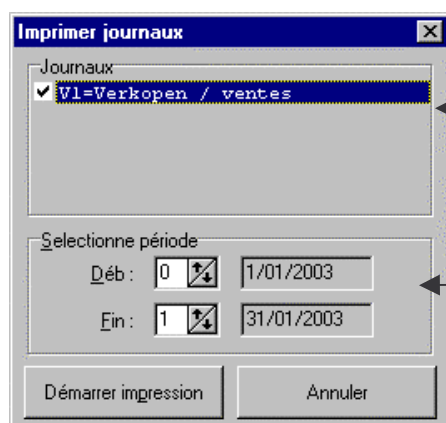 Imprimer journaux
Journaux
V1=Verkopen / ventes
Selectionne période
Déb : 0 1/01/2003
Fin : 1 31/01/2003
Démarrer impression Annuler